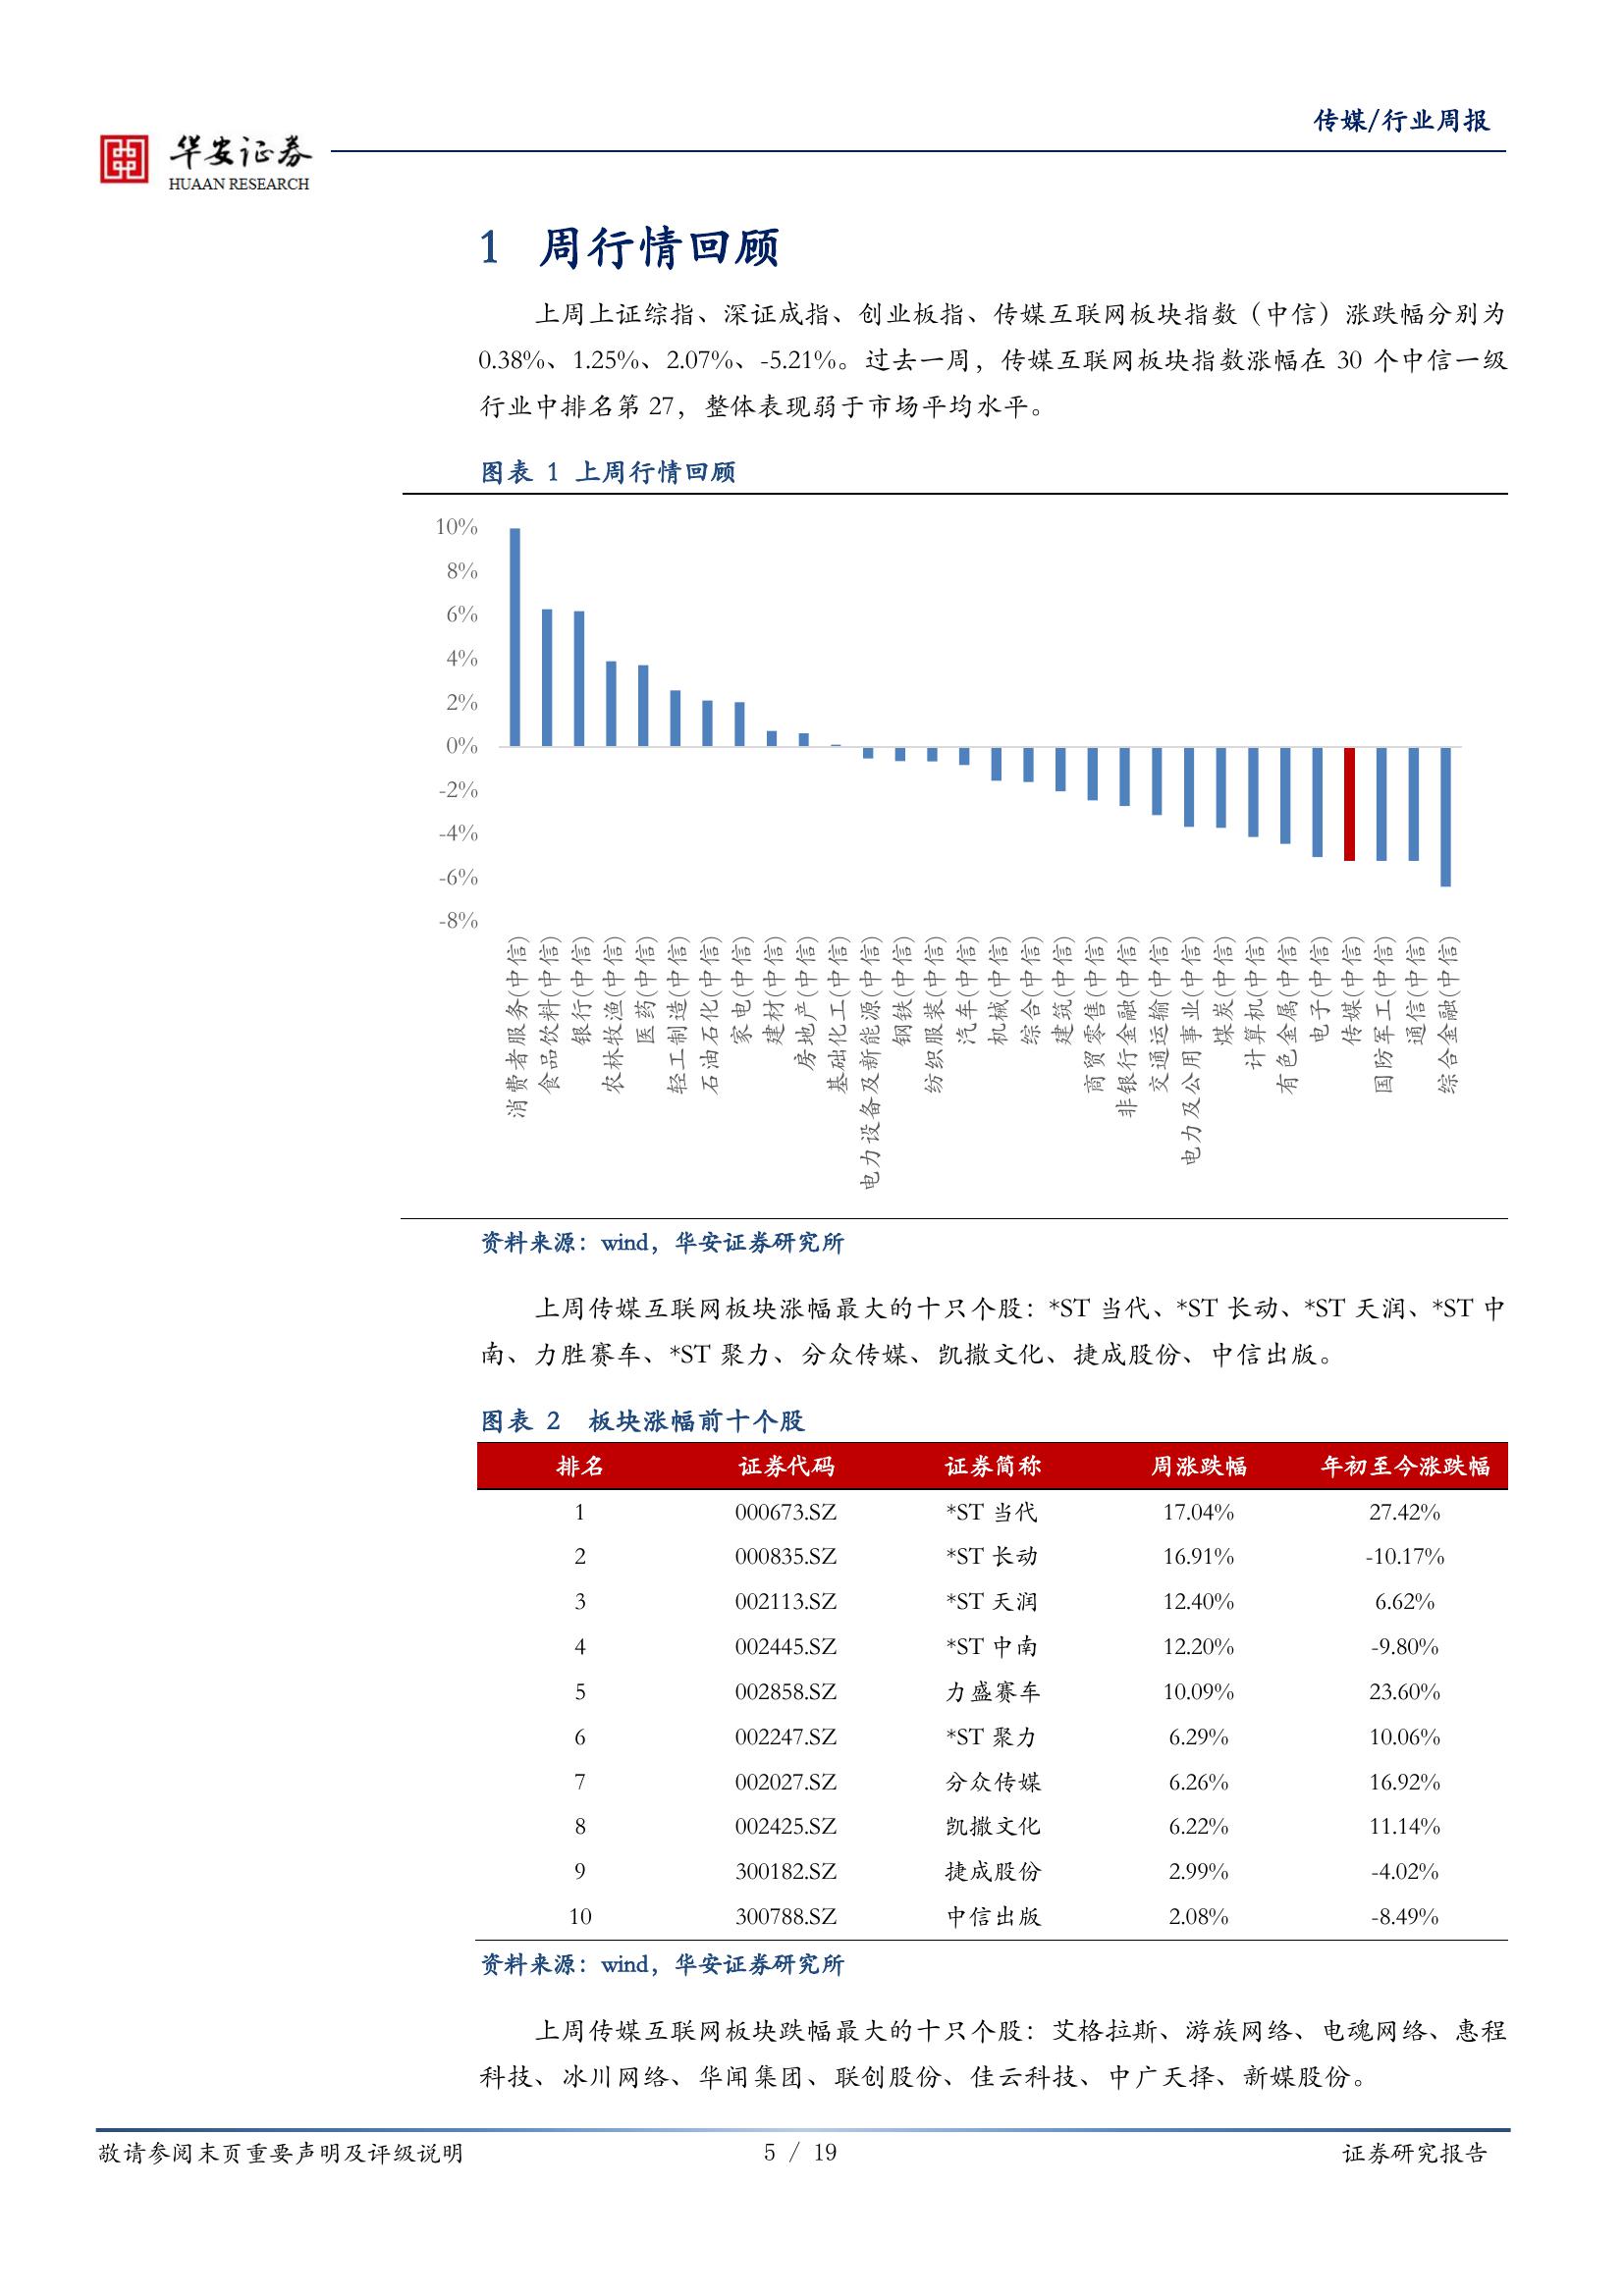 传媒/行业周报
华安证券
HUAAN RESEARCH
1 周行情回顾
上周上证综指、深证成指、创业板指、传媒互联网板块指数（中信）涨跌幅分别为
0.38%、1.25%、2.07%、-5.21%。过去一周，传媒互联网板块指数涨幅在 30 个中信一级
行业中排名第 27，整体表现弱于市场平均水平。
图表 1 上周行情回顾
10%
8%
6%
4%
2%
0%
-2%
-4%
-6%
-8%
消费者服务(中信)
食品饮料(中信)
银行(中信)
农林牧渔(中信)
医药(中信)
轻工制造(中信)
石油石化(中信)
家电(中信)
建材(中信)
房地产(中信)
基础化工(中信)
电力设备及新能源(中信)
钢铁(中信)
纺织服装(中信)
汽车(中信)
机械(中信)
综合(中信)
建筑(中信)
商贸零售(中信)
非银行金融(中信)
交通运输(中信)
电力及公用事业(中信)
煤炭(中信)
计算机(中信)
有色金属(中信)
电子(中信)
传媒(中信)
国防军工(中信)
通信(中信)
综合金融(中信)
资料来源：wind，华安证券研究所
上周传媒互联网板块涨幅最大的十只个股：*ST 当代、*ST 长动、*ST 天润、*ST 中
南、力胜赛车、*ST 聚力、分众传媒、凯撒文化、捷成股份、中信出版。
图表 2 板块涨幅前十个股
排名 证券代码 证券简称 周涨跌幅 年初至今涨跌幅
1 000673.SZ *ST 当代 17.04% 27.42%
2 000835.SZ *ST 长动 16.91% -10.17%
3 002113.SZ *ST 天润 12.40% 6.62%
4 002445.SZ *ST 中南 12.20% -9.80%
5 002858.SZ 力盛赛车 10.09% 23.60%
6 002247.SZ *ST 聚力 6.29% 10.06%
7 002027.SZ 分众传媒 6.26% 16.92%
8 002425.SZ 凯撒文化 6.22% 11.14%
9 300182.SZ 捷成股份 2.99% -4.02%
10 300788.SZ 中信出版 2.08% -8.49%
资料来源：wind，华安证券研究所
上周传媒互联网板块跌幅最大的十只个股：艾格拉斯、游族网络、电魂网络、惠程
科技、冰川网络、华闻集团、联创股份、佳云科技、中广天择、新媒股份。
敬请参阅末页重要声明及评级说明 5 / 19 证券研究报告